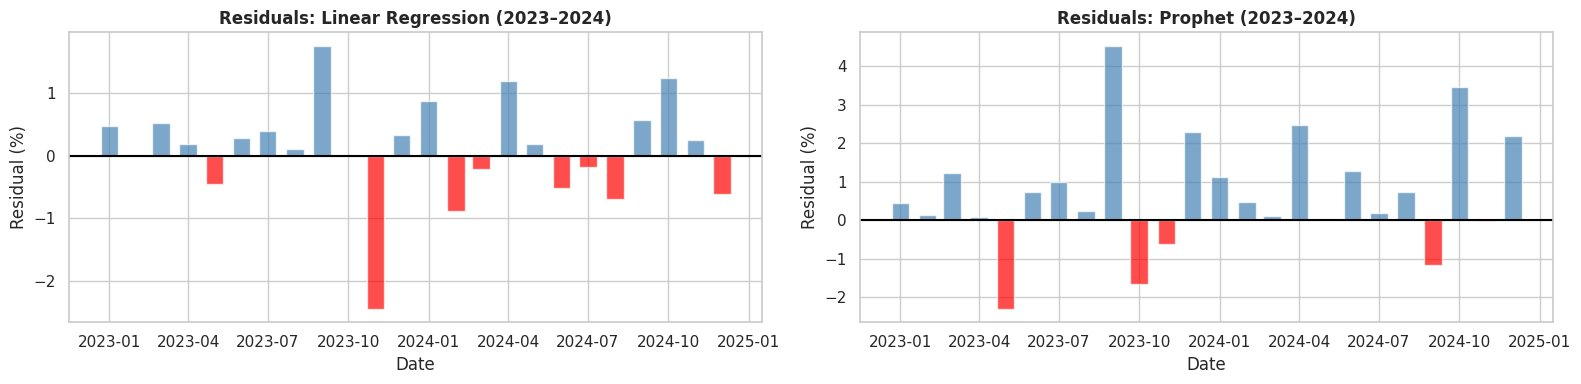 Residuals: Linear Regression (2023–2024)
Residual (%)
1
0
−1
−2
2023-01 2023-04 2023-07 2023-10 2024-01 2024-04 2024-07 2024-10 2025-01
Date
Residuals: Prophet (2023–2024)
Residual (%)
4
3
2
1
0
−1
−2
2023-01 2023-04 2023-07 2023-10 2024-01 2024-04 2024-07 2024-10 2025-01
Date